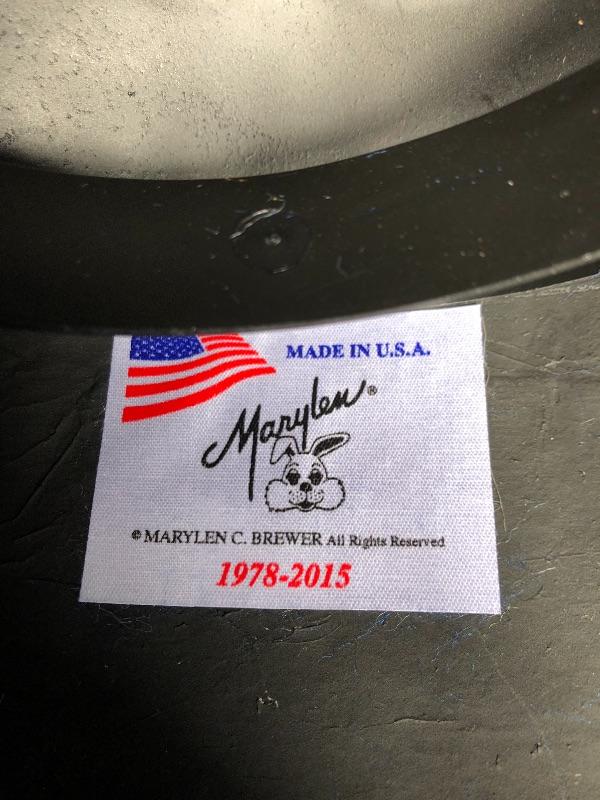 MADE IN U.S.A.
Marylen®
© MARYLEN C. BREWER All Rights Reserved
1978-2015